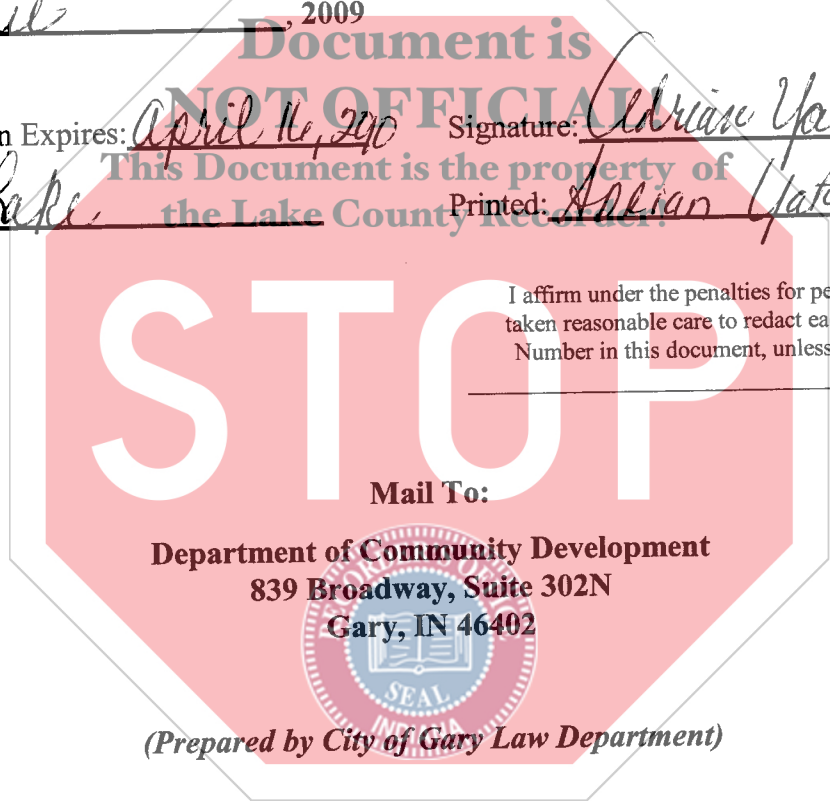 , 2009
Document is
NOT OFFICIAL!
n Expires: April 16, 2010 Signature: Adrian Ya
This Document is the property of
Lake Printed: Adrian Yat
the Lake County Recorder!
I affirm under the penalties for pe
taken reasonable care to redact ea
Number in this document, unless
STOP
Mail To:
Department of Community Development
839 Broadway, Suite 302N
Gary, IN 46402
SEAL
INDIANA
(Prepared by City of Gary Law Department)